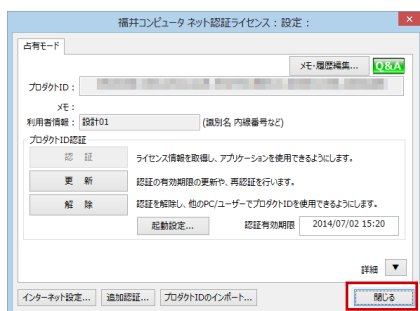 福井コンピュータ ネット認証ライセンス：設定：
占有モード
メモ・履歴編集... Q&A
プロダクトID：
メモ：
利用者情報： 設計01 (識別名 内線番号など)
プロダクトID認証
認 証 ライセンス情報を取得し、アプリケーションを使用できるようにします。
更 新 認証の有効期限の更新や、再認証を行います。
解 除 認証を解除し、他のPC/ユーザーでプロダクトIDを使用できるようにします。
起動設定... 認証有効期限 2014/07/02 15:20
詳細 ▼
インターネット設定... 追加認証... プロダクトIDのインポート... 閉じる